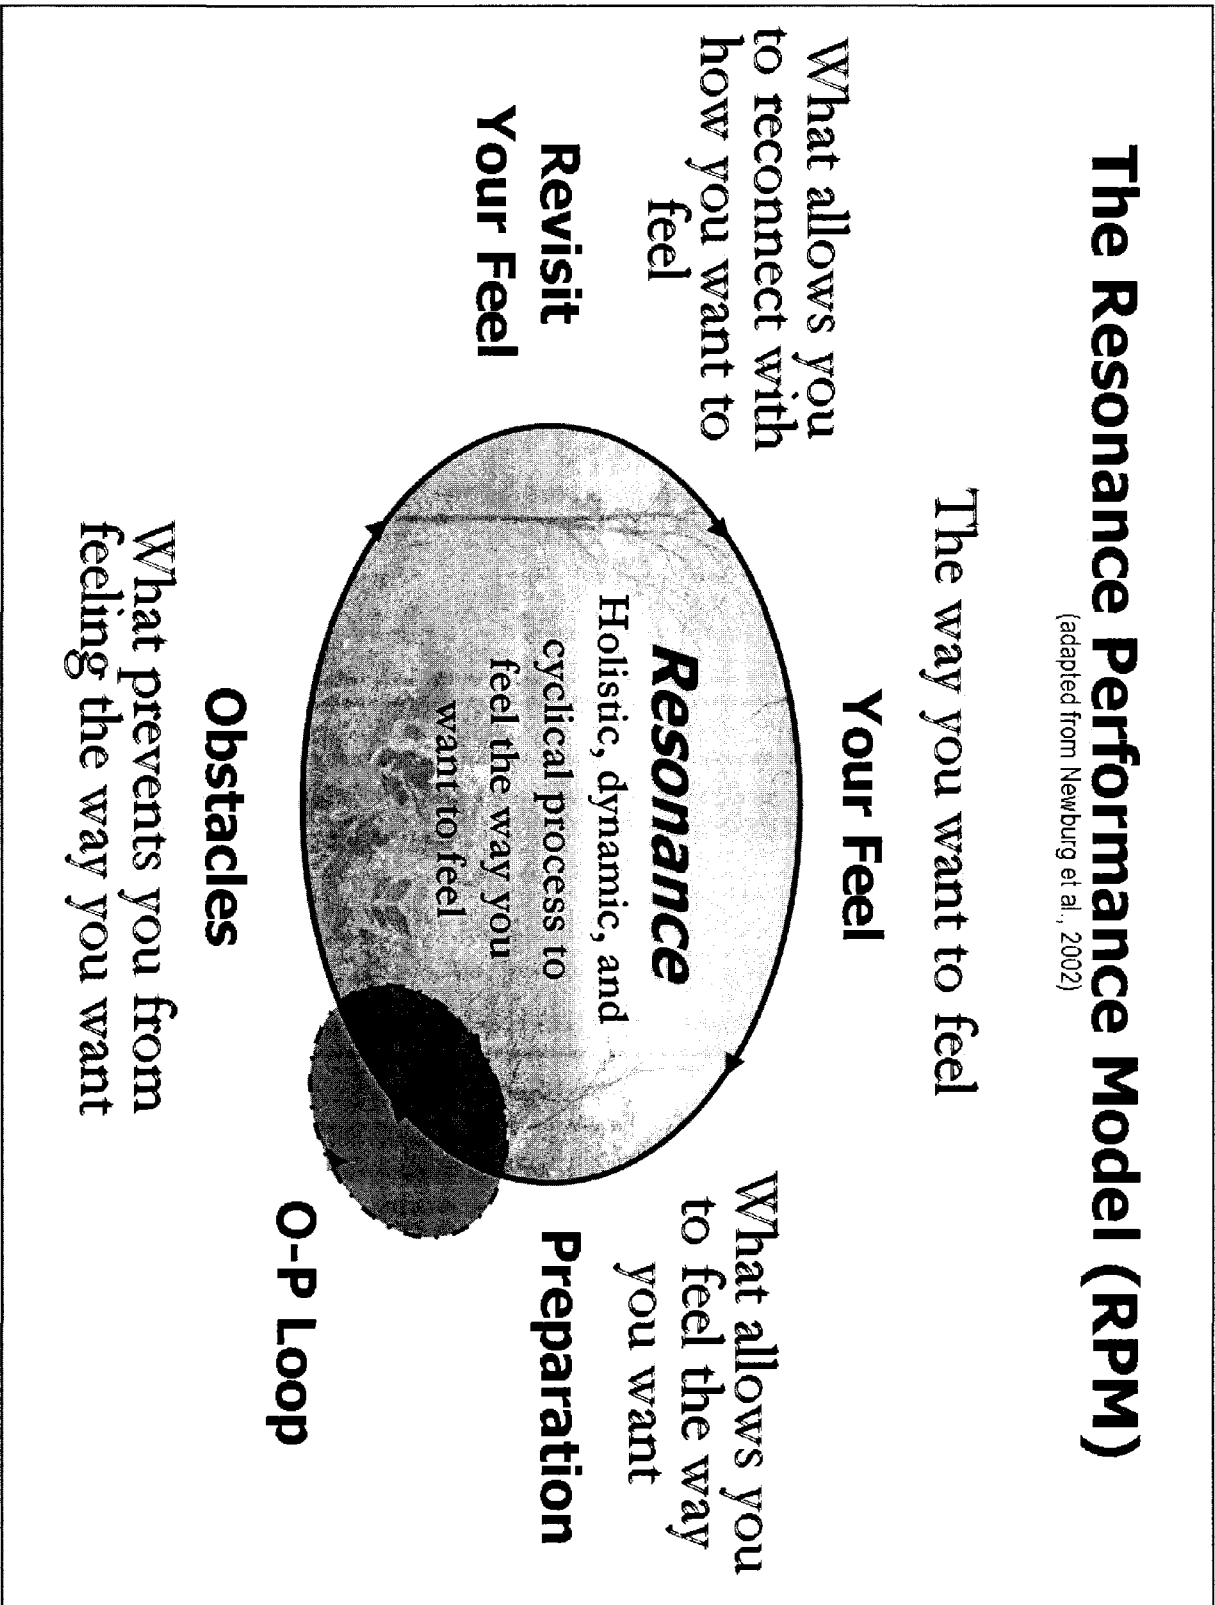 The Resonance Performance Model (RPM)
(adapted from Newburg et al., 2002)
The way you want to feel
Your Feel
What allows you
to reconnect with
how you want to
feel
Revisit
Your Feel
Resonance
Holistic, dynamic, and
cyclical process to
feel the way you
want to feel
What allows you
to feel the way
you want
Preparation
O-P Loop
Obstacles
What prevents you from
feeling the way you want